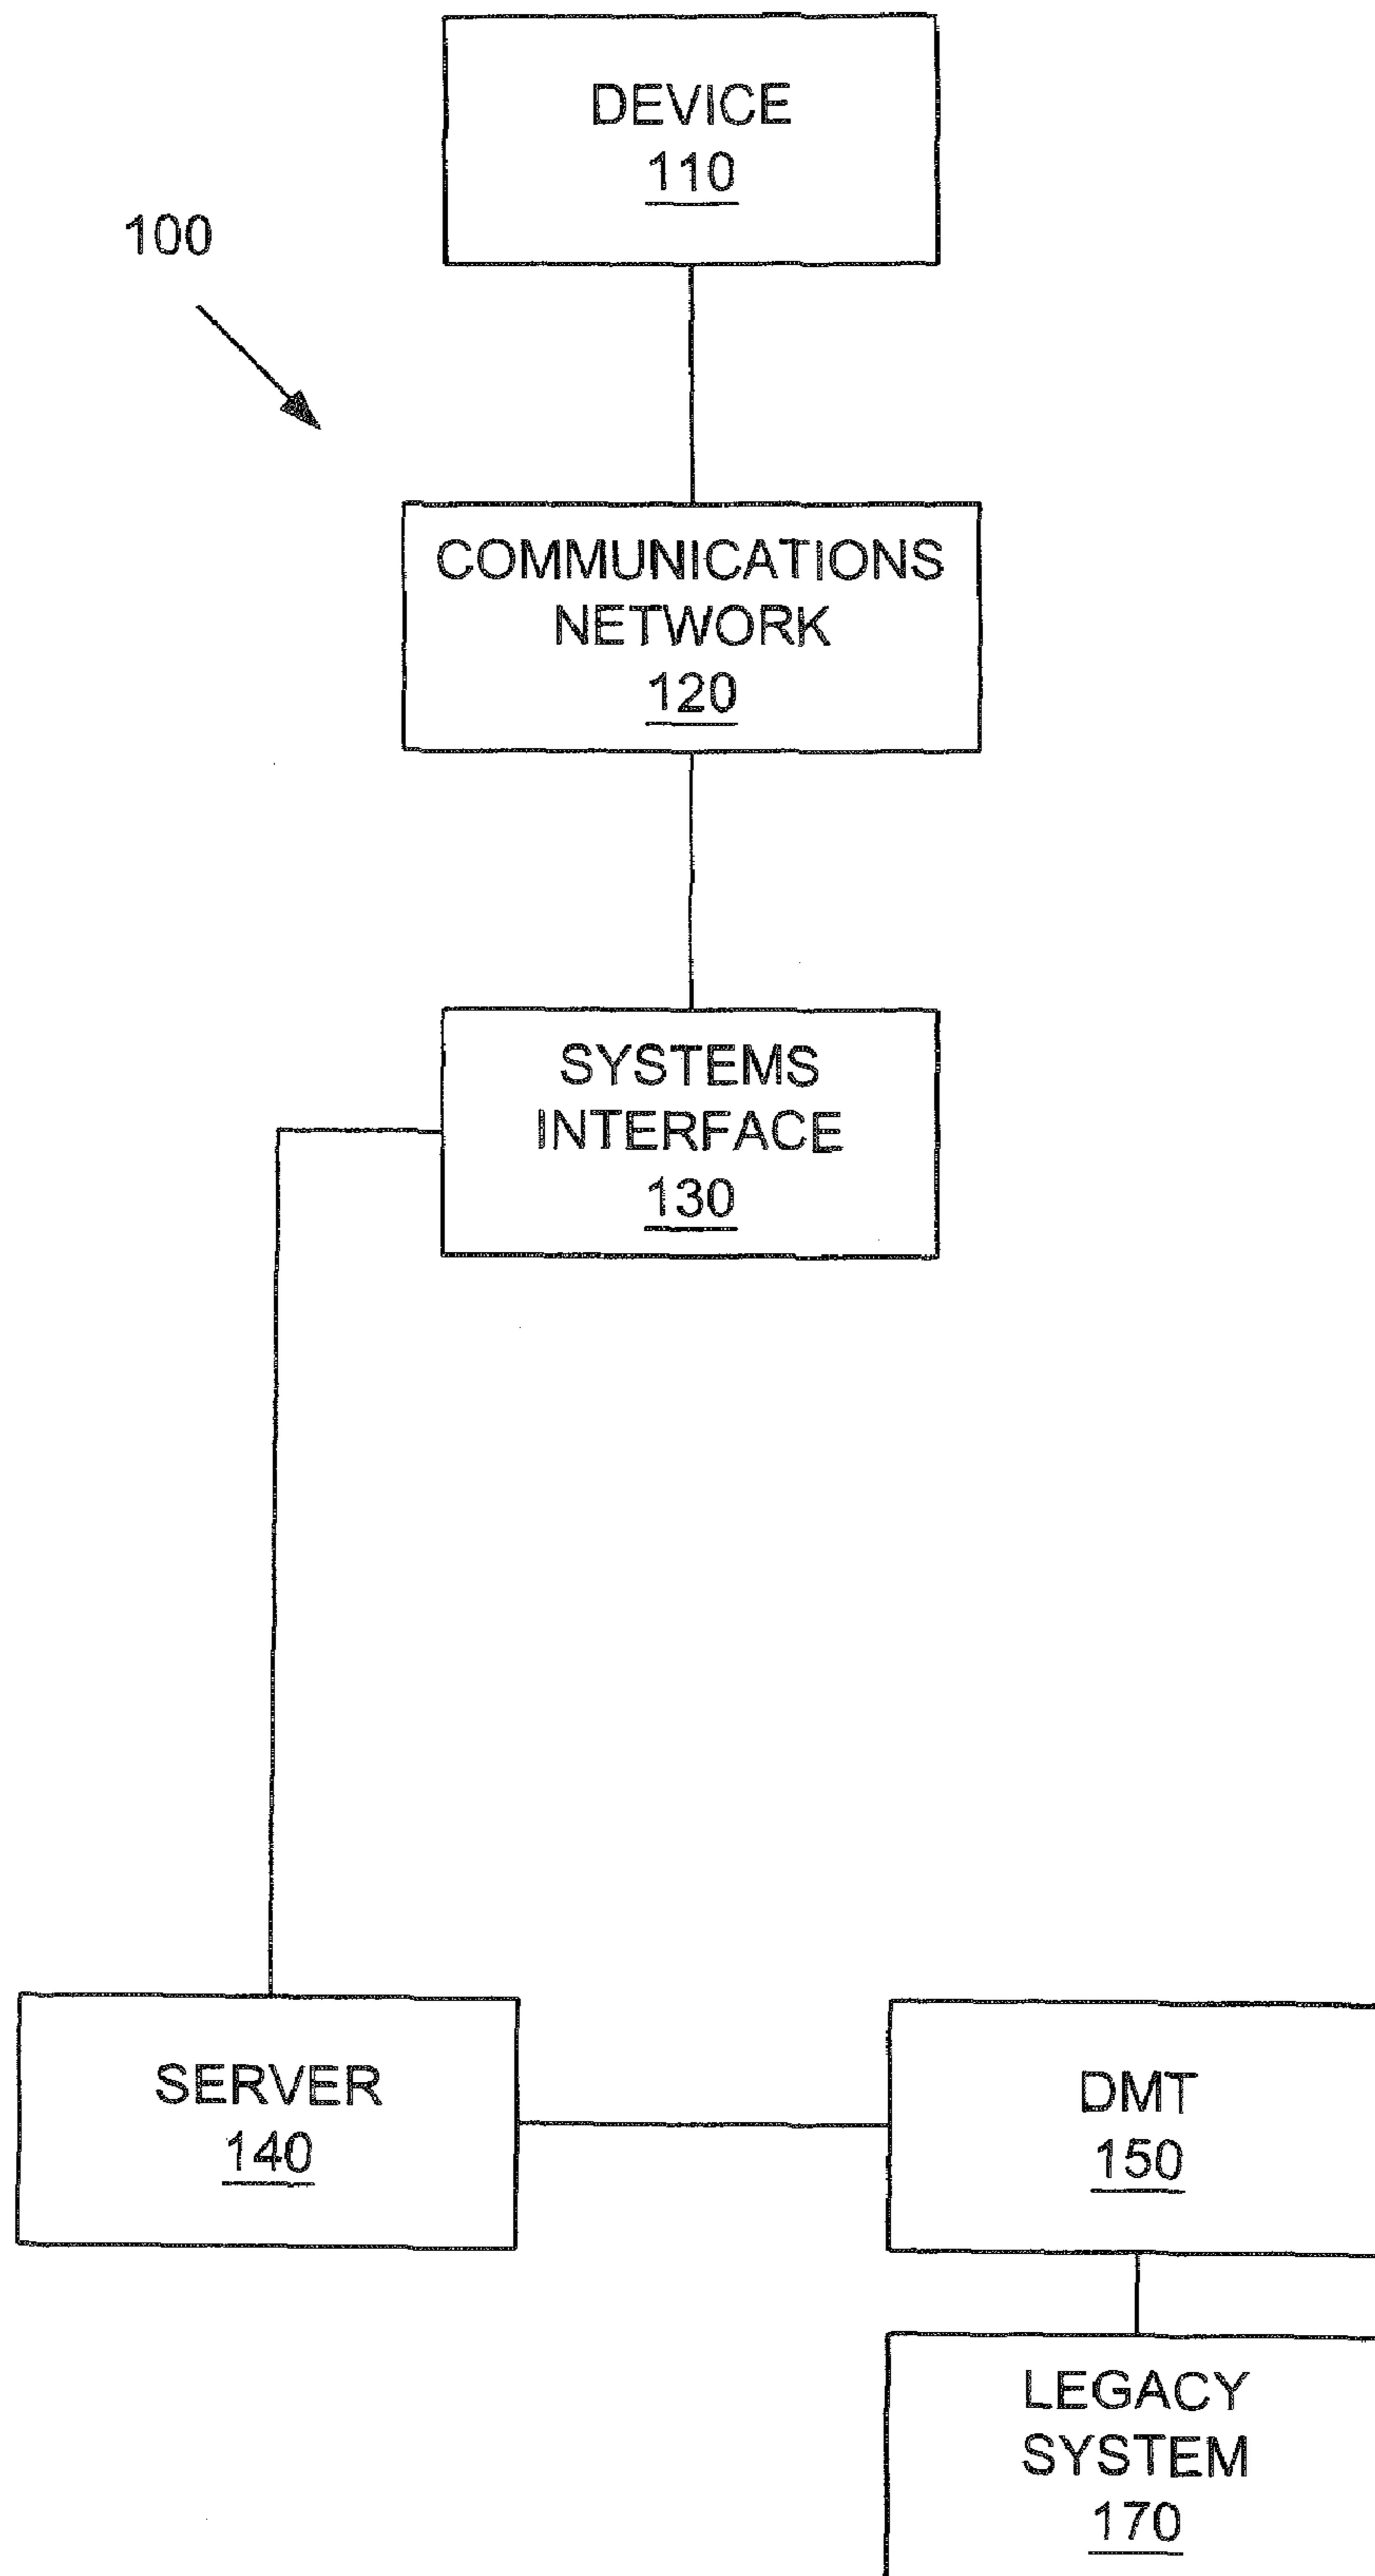 DEVICE
110
100
COMMUNICATIONS
NETWORK
120
SYSTEMS
INTERFACE
130
SERVER
140
DMT
150
LEGACY
SYSTEM
170